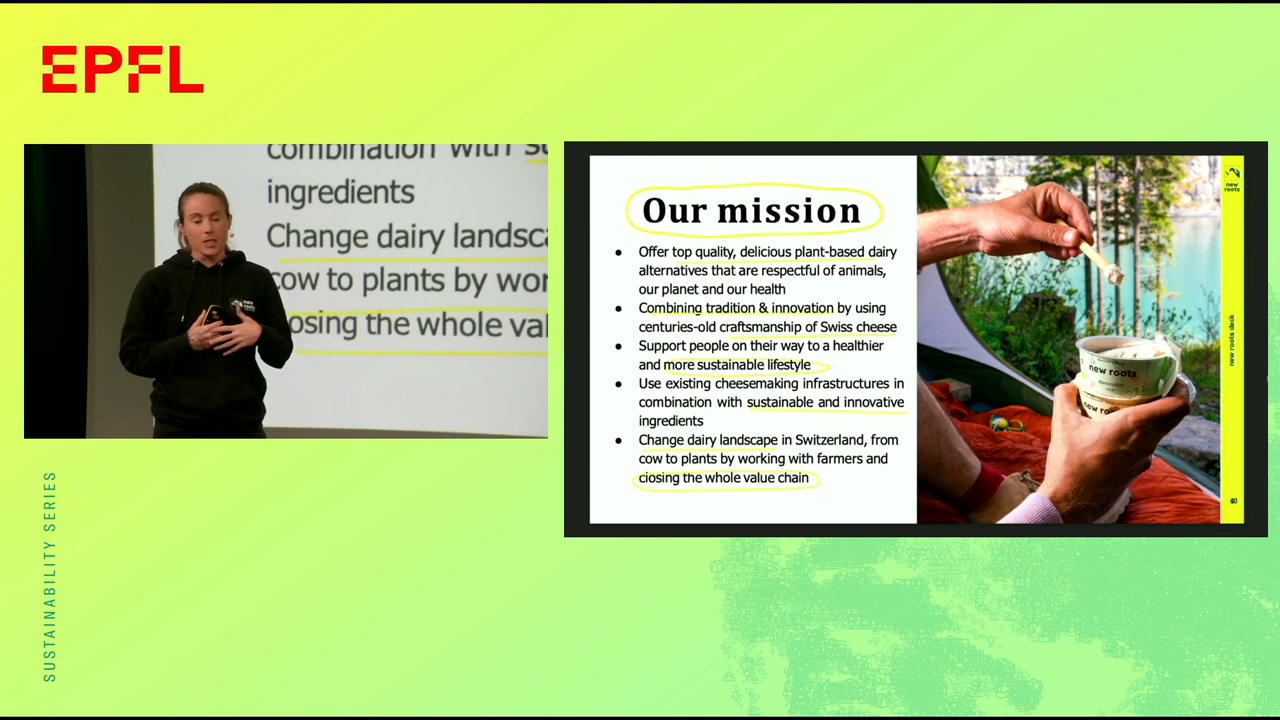 EPFL
combination with su
ingredients
Change dairy landsca
cow to plants by wor
osing the whole val
new
roots
Our mission
• Offer top quality, delicious plant-based dairy
alternatives that are respectful of animals,
our planet and our health
• Combining tradition & innovation by using
centuries-old craftsmanship of Swiss cheese
• Support people on their way to a healthier
and more sustainable lifestyle
• Use existing cheesemaking infrastructures in
combination with sustainable and innovative
ingredients
• Change dairy landscape in Switzerland, from
cow to plants by working with farmers and
closing the whole value chain
new roots
new roo
new
roots
new roots deck
SUSTAINABILITY SERIES